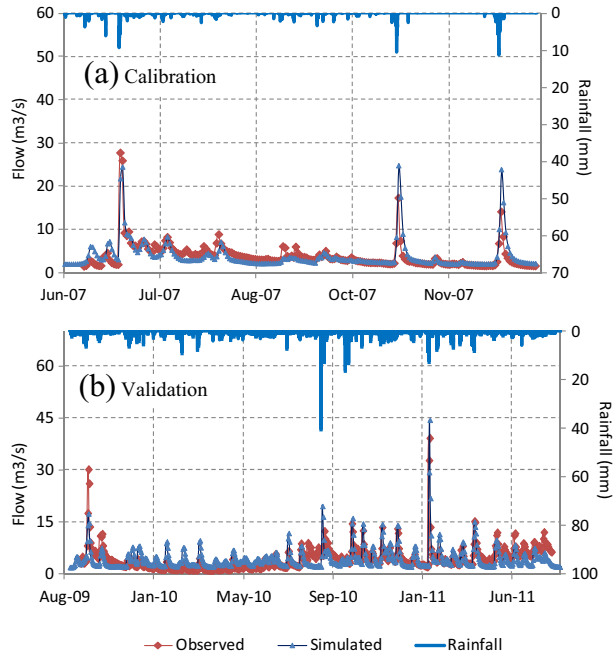 60
50
40
30
20
10
0
Flow (m3/s)
(a) Calibration
0
10
20
30
40
50
60
70
Rainfall (mm)
Jun-07
Jul-07
Aug-07
Oct-07
Nov-07
60
45
30
15
0
Flow (m3/s)
(b) Validation
0
20
40
60
80
100
Rainfall (mm)
Aug-09
Jan-10
May-10
Sep-10
Jan-11
Jun-11
Observed
Simulated
Rainfall